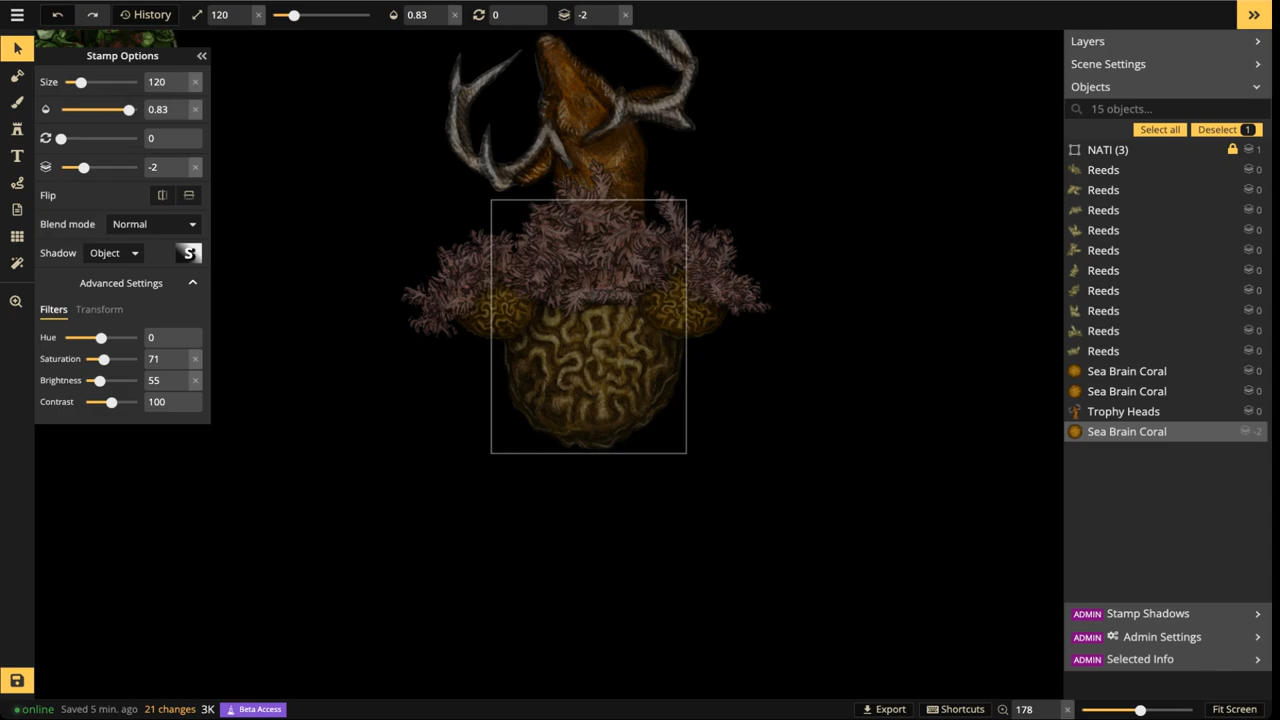 History 120 × 0.83 × 0 -2 ×
Stamp Options
Size 120 ×
0.83 ×
0
-2 ×
Flip
Blend mode Normal
Shadow Object S
Advanced Settings
Filters Transform
Hue 0
Saturation 71 ×
Brightness 55 ×
Contrast 100
Layers
Scene Settings
Objects
15 objects...
Select all Deselect 1
NATI (3) 1
Reeds 0
Reeds 0
Reeds 0
Reeds 0
Reeds 0
Reeds 0
Reeds 0
Reeds 0
Reeds 0
Reeds 0
Sea Brain Coral 0
Sea Brain Coral 0
Trophy Heads 0
Sea Brain Coral -2
ADMIN Stamp Shadows
ADMIN Admin Settings
ADMIN Selected Info
online Saved 5 min. ago 21 changes 3K Beta Access Export Shortcuts 178 × Fit Screen